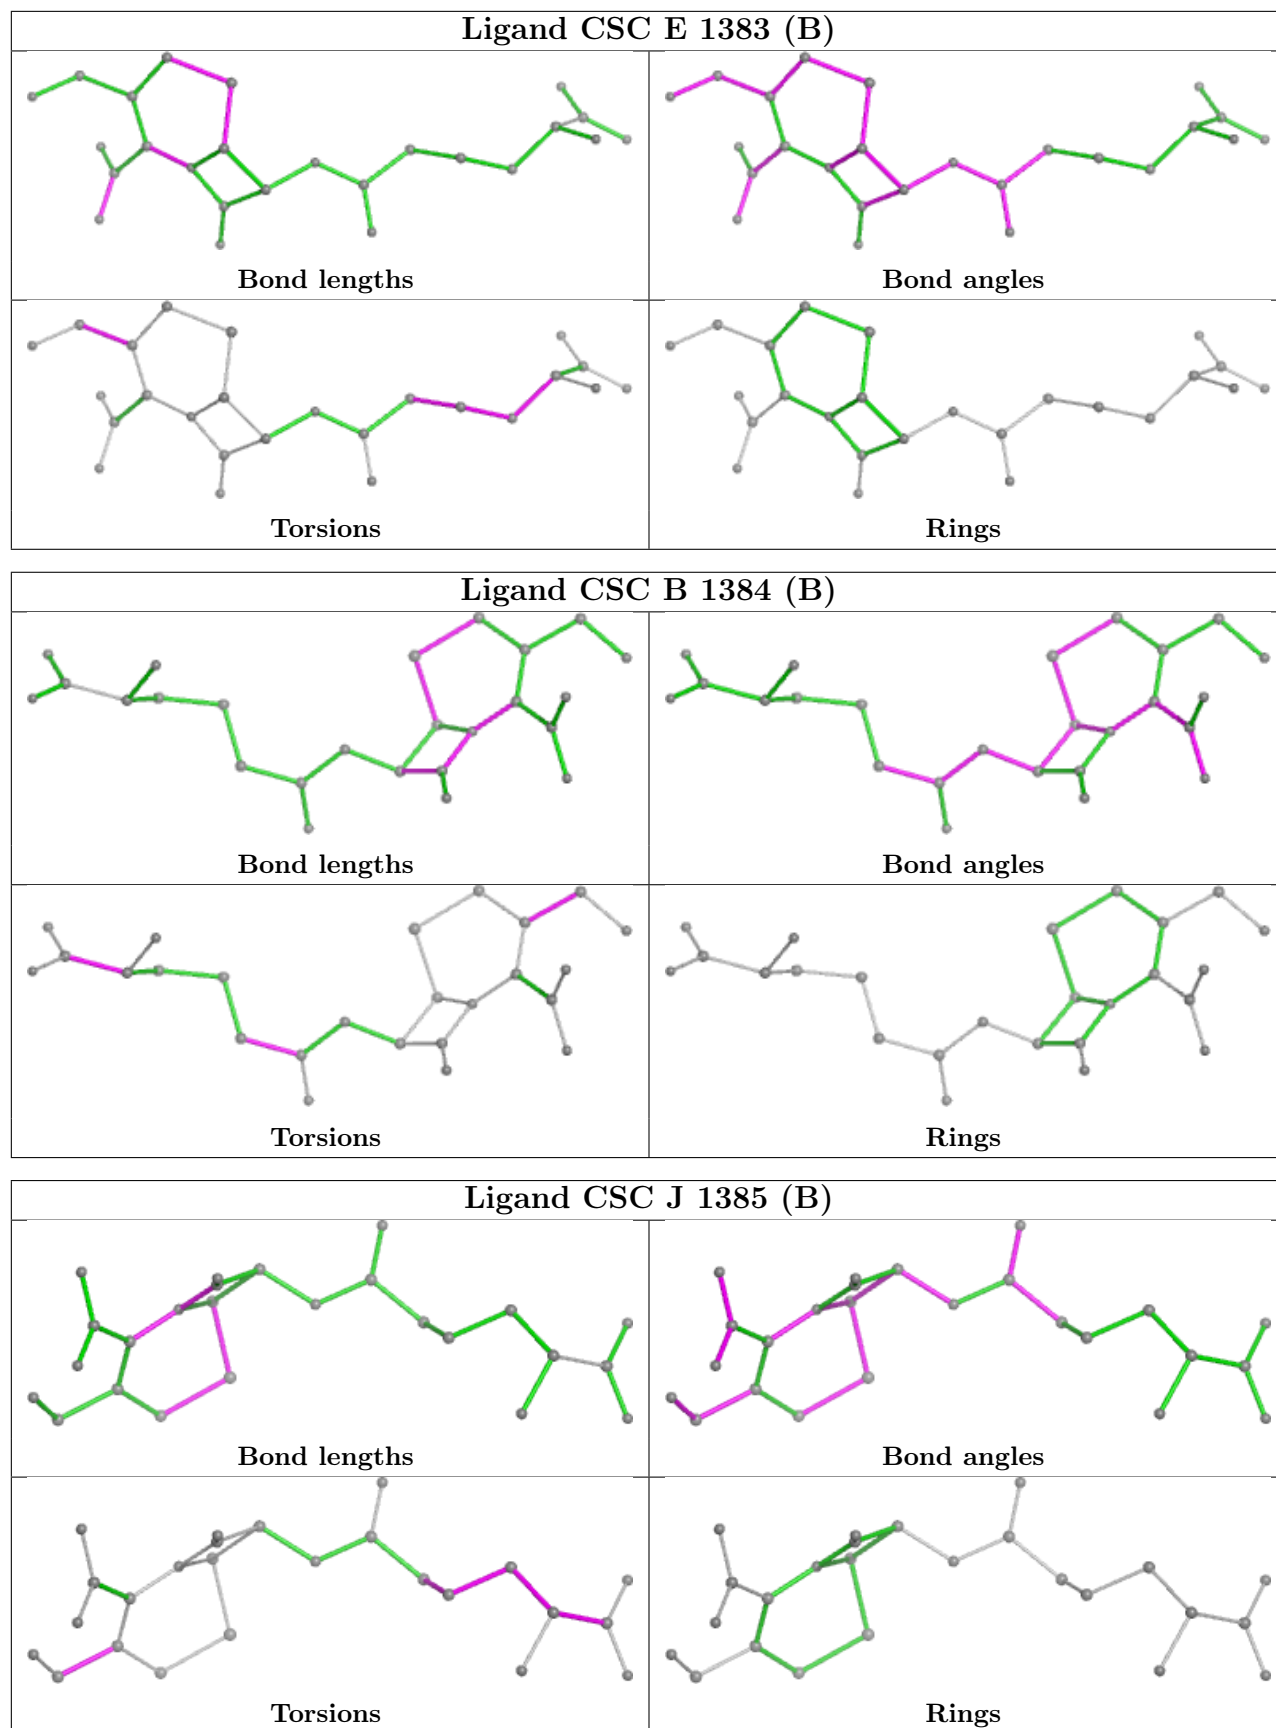 Ligand CSC E 1383 (B)
Bond lengths
Bond angles
Torsions
Rings
Ligand CSC B 1384 (B)
Bond lengths
Bond angles
Torsions
Rings
Ligand CSC J 1385 (B)
Bond lengths
Bond angles
Torsions
Rings